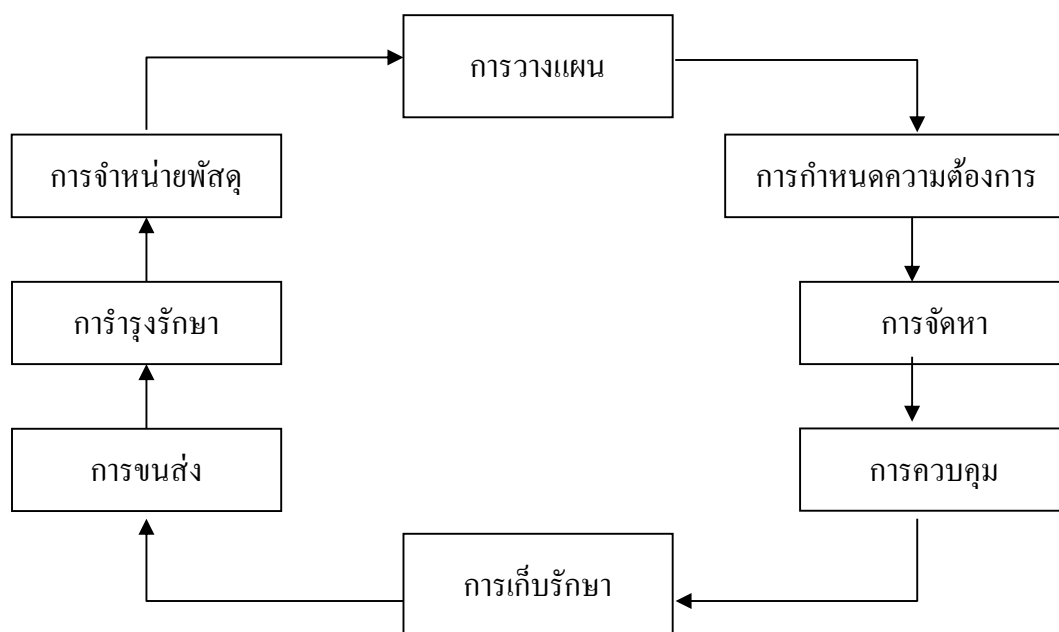 การวางแผน
การกำหนดความต้องการ
การจัดหา
การควบคุม
การเก็บรักษา
การขนส่ง
การำรุงรักษา
การจำหน่ายพัสดุ